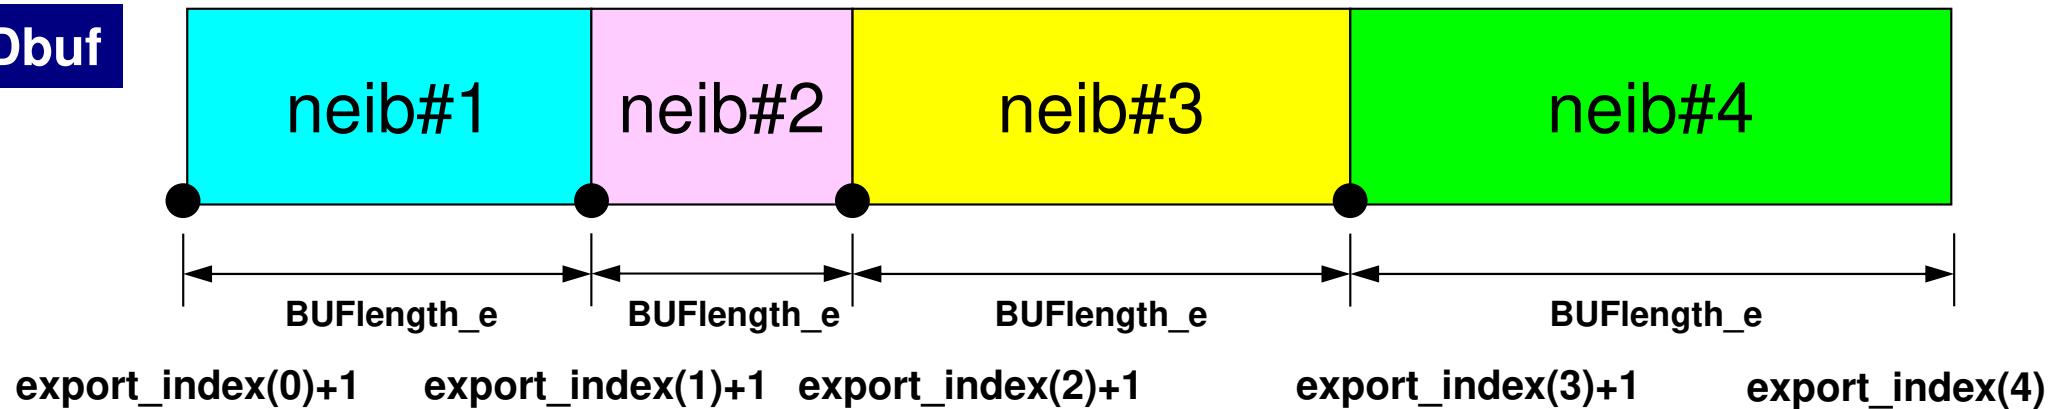 Dbuf
neib#1 neib#2 neib#3 neib#4
BUFlength_e BUFlength_e BUFlength_e BUFlength_e
export_index(0)+1 export_index(1)+1 export_index(2)+1 export_index(3)+1 export_index(4)